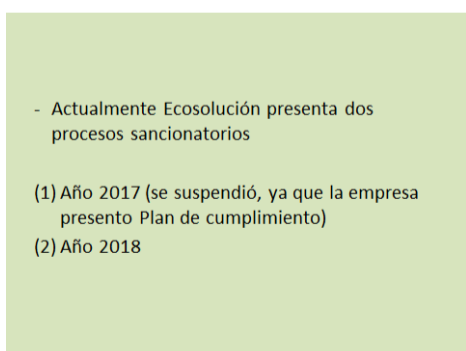 - Actualmente Ecosolución presenta dos
procesos sancionatorios
(1) Año 2017 (se suspendió, ya que la empresa
presento Plan de cumplimiento)
(2) Año 2018